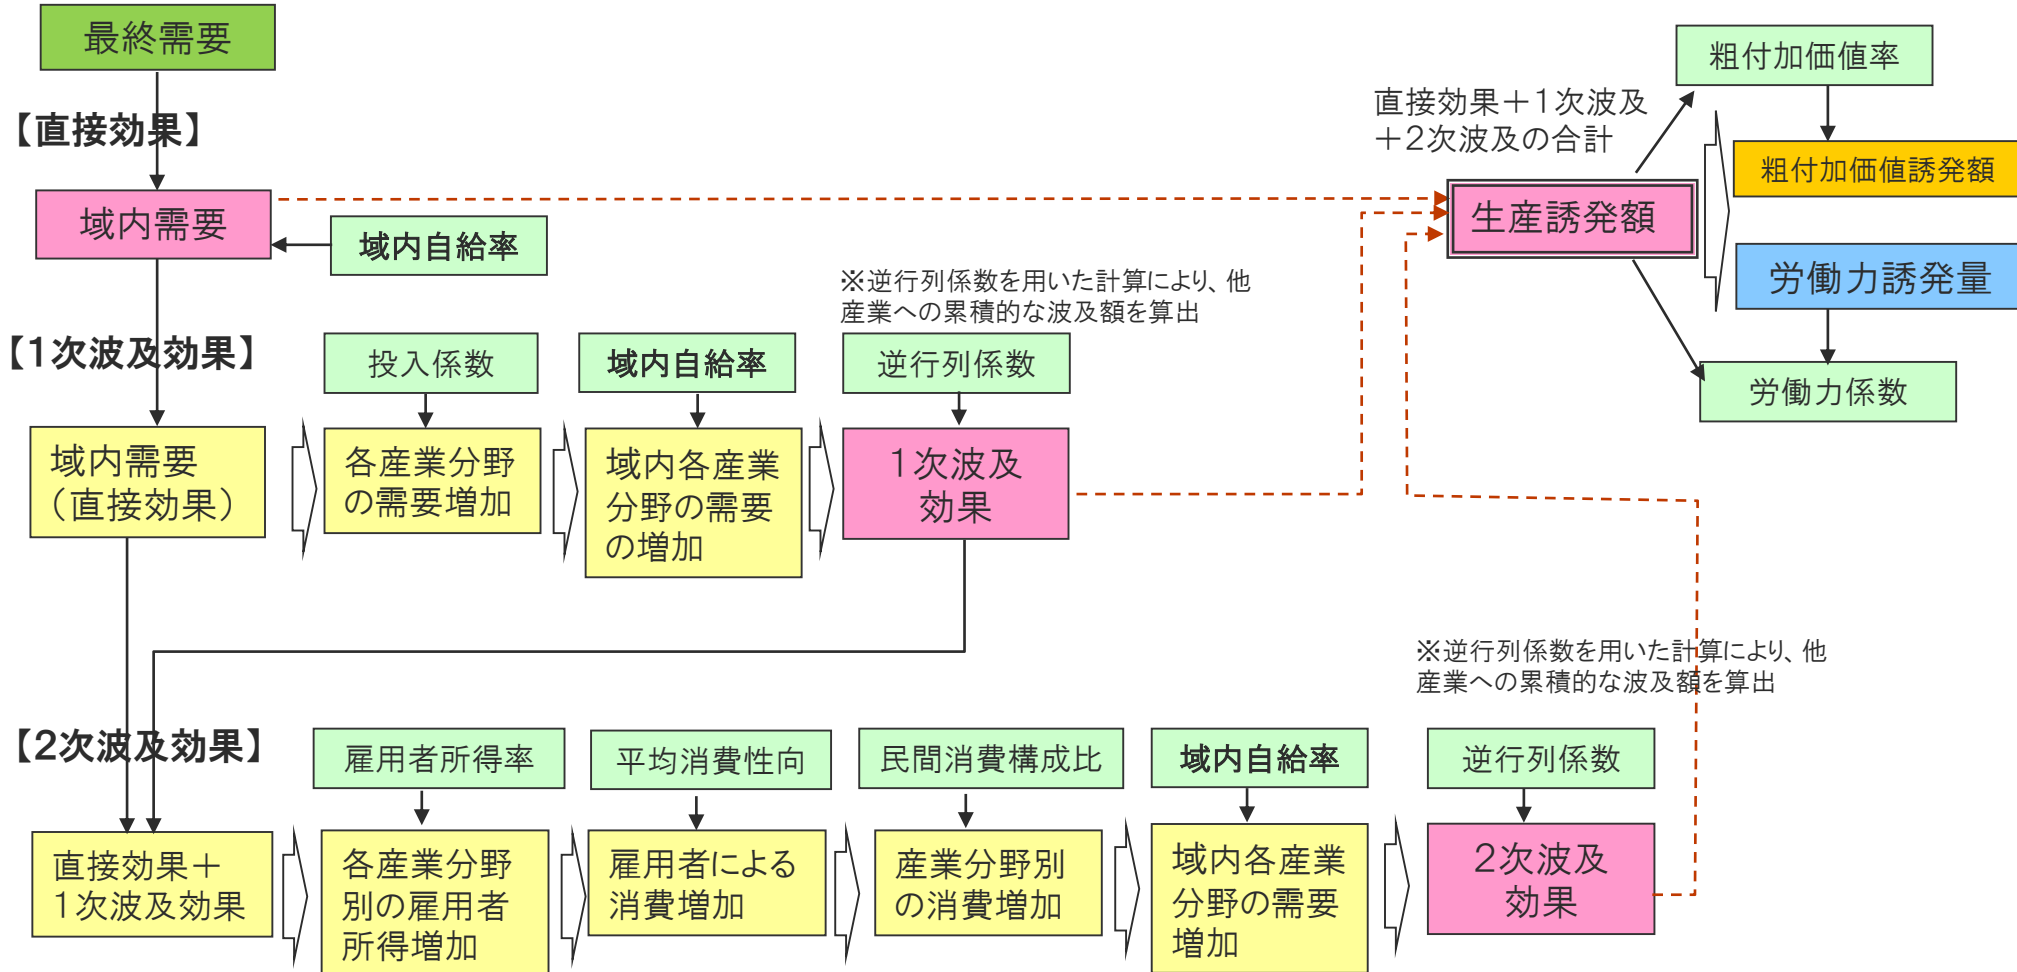 最終需要
【直接効果】
域内需要
域内自給率
直接効果＋1次波及
＋2次波及の合計
粗付加価値率
粗付加価値誘発額
生産誘発額
労働力誘発量
労働力係数
※逆行列係数を用いた計算により、他
産業への累積的な波及額を算出
【1次波及効果】
投入係数
域内自給率
逆行列係数
域内需要
（直接効果）
各産業分野
の需要増加
域内各産業
分野の需要
の増加
1次波及
効果
※逆行列係数を用いた計算により、他
産業への累積的な波及額を算出
【2次波及効果】
雇用者所得率
平均消費性向
民間消費構成比
域内自給率
逆行列係数
直接効果＋
1次波及効果
各産業分野
別の雇用者
所得増加
雇用者による
消費増加
産業分野別
の消費増加
域内各産業
分野の需要
増加
2次波及
効果